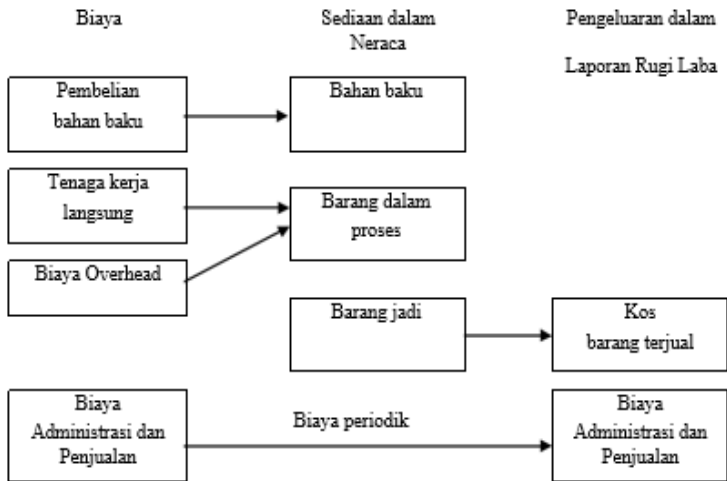 Biaya
Sediaan dalam
Neraca
Pengeluaran dalam
Laporan Rugi Laba
Pembelian
bahan baku
Bahan baku
Tenaga kerja
langsung
Barang dalam
proses
Biaya Overhead
Barang jadi
Kos
barang terjual
Biaya
Administrasi dan
Penjualan
Biaya periodik
Biaya
Administrasi dan
Penjualan